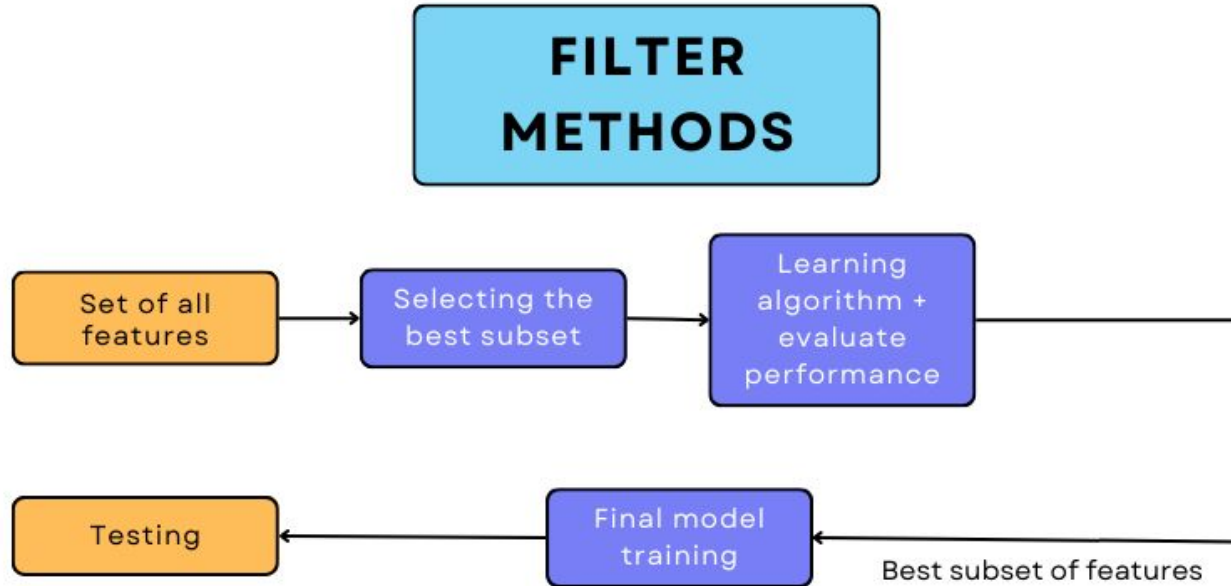 FILTER
METHODS
Set of all
features
Selecting the
best subset
Learning
algorithm +
evaluate
performance
Testing
Final model
training
Best subset of features